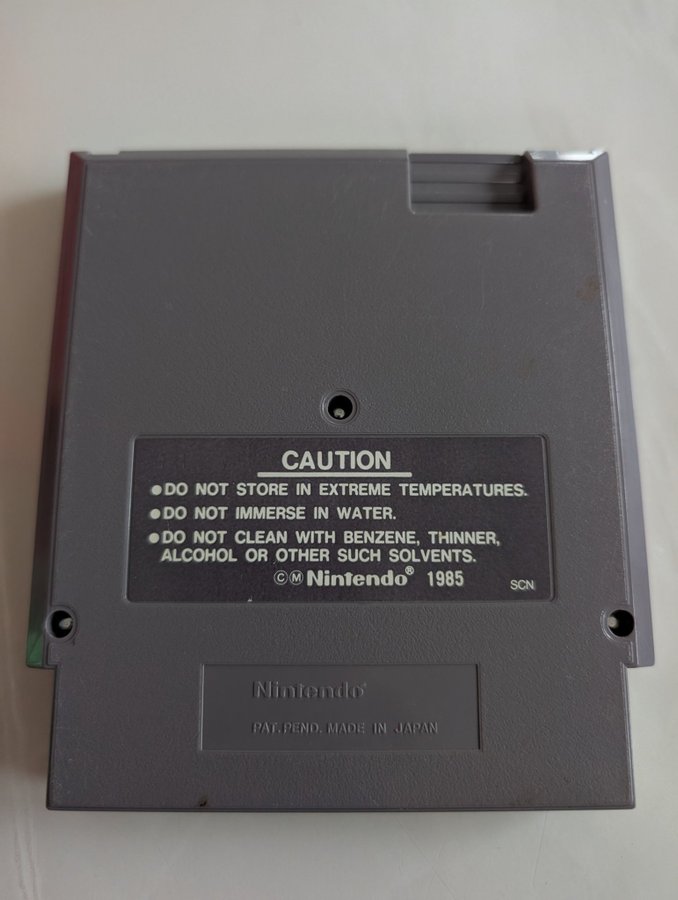 CAUTION
●DO NOT STORE IN EXTREME TEMPERATURES.
●DO NOT IMMERSE IN WATER.
●DO NOT CLEAN WITH BENZENE, THINNER,
ALCOHOL OR OTHER SUCH SOLVENTS.
©Ⓜ Nintendo® 1985 SCN
Nintendo®
PAT.PEND. MADE IN JAPAN